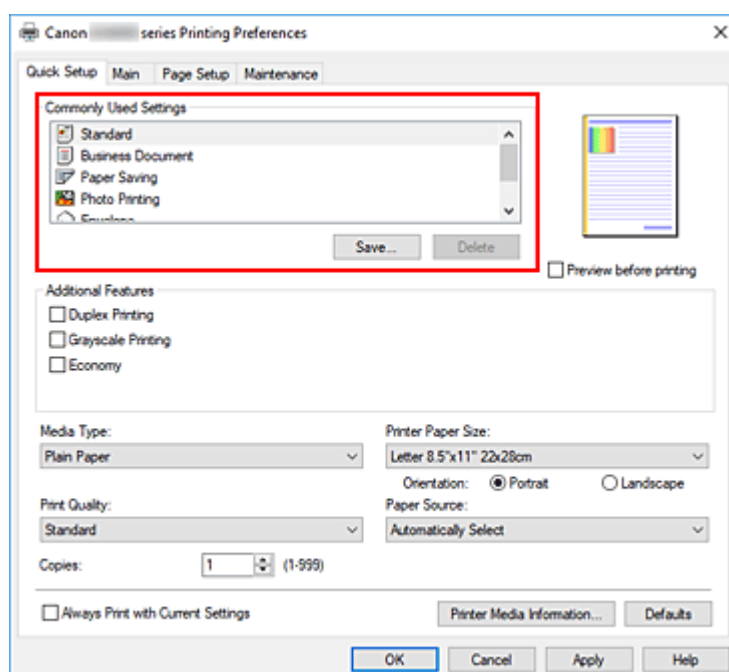 Canon series Printing Preferences
Quick Setup Main Page Setup Maintenance
Commonly Used Settings
Standard
Business Document
Paper Saving
Photo Printing
Save... Delete
Preview before printing
Additional Features
Duplex Printing
Grayscale Printing
Economy
Media Type: Printer Paper Size:
Plain Paper Letter 8.5"x11" 22x28cm
Orientation: Portrait Landscape
Print Quality: Paper Source:
Standard Automatically Select
Copies: 1 (1-999)
Always Print with Current Settings Printer Media Information... Defaults
OK Cancel Apply Help